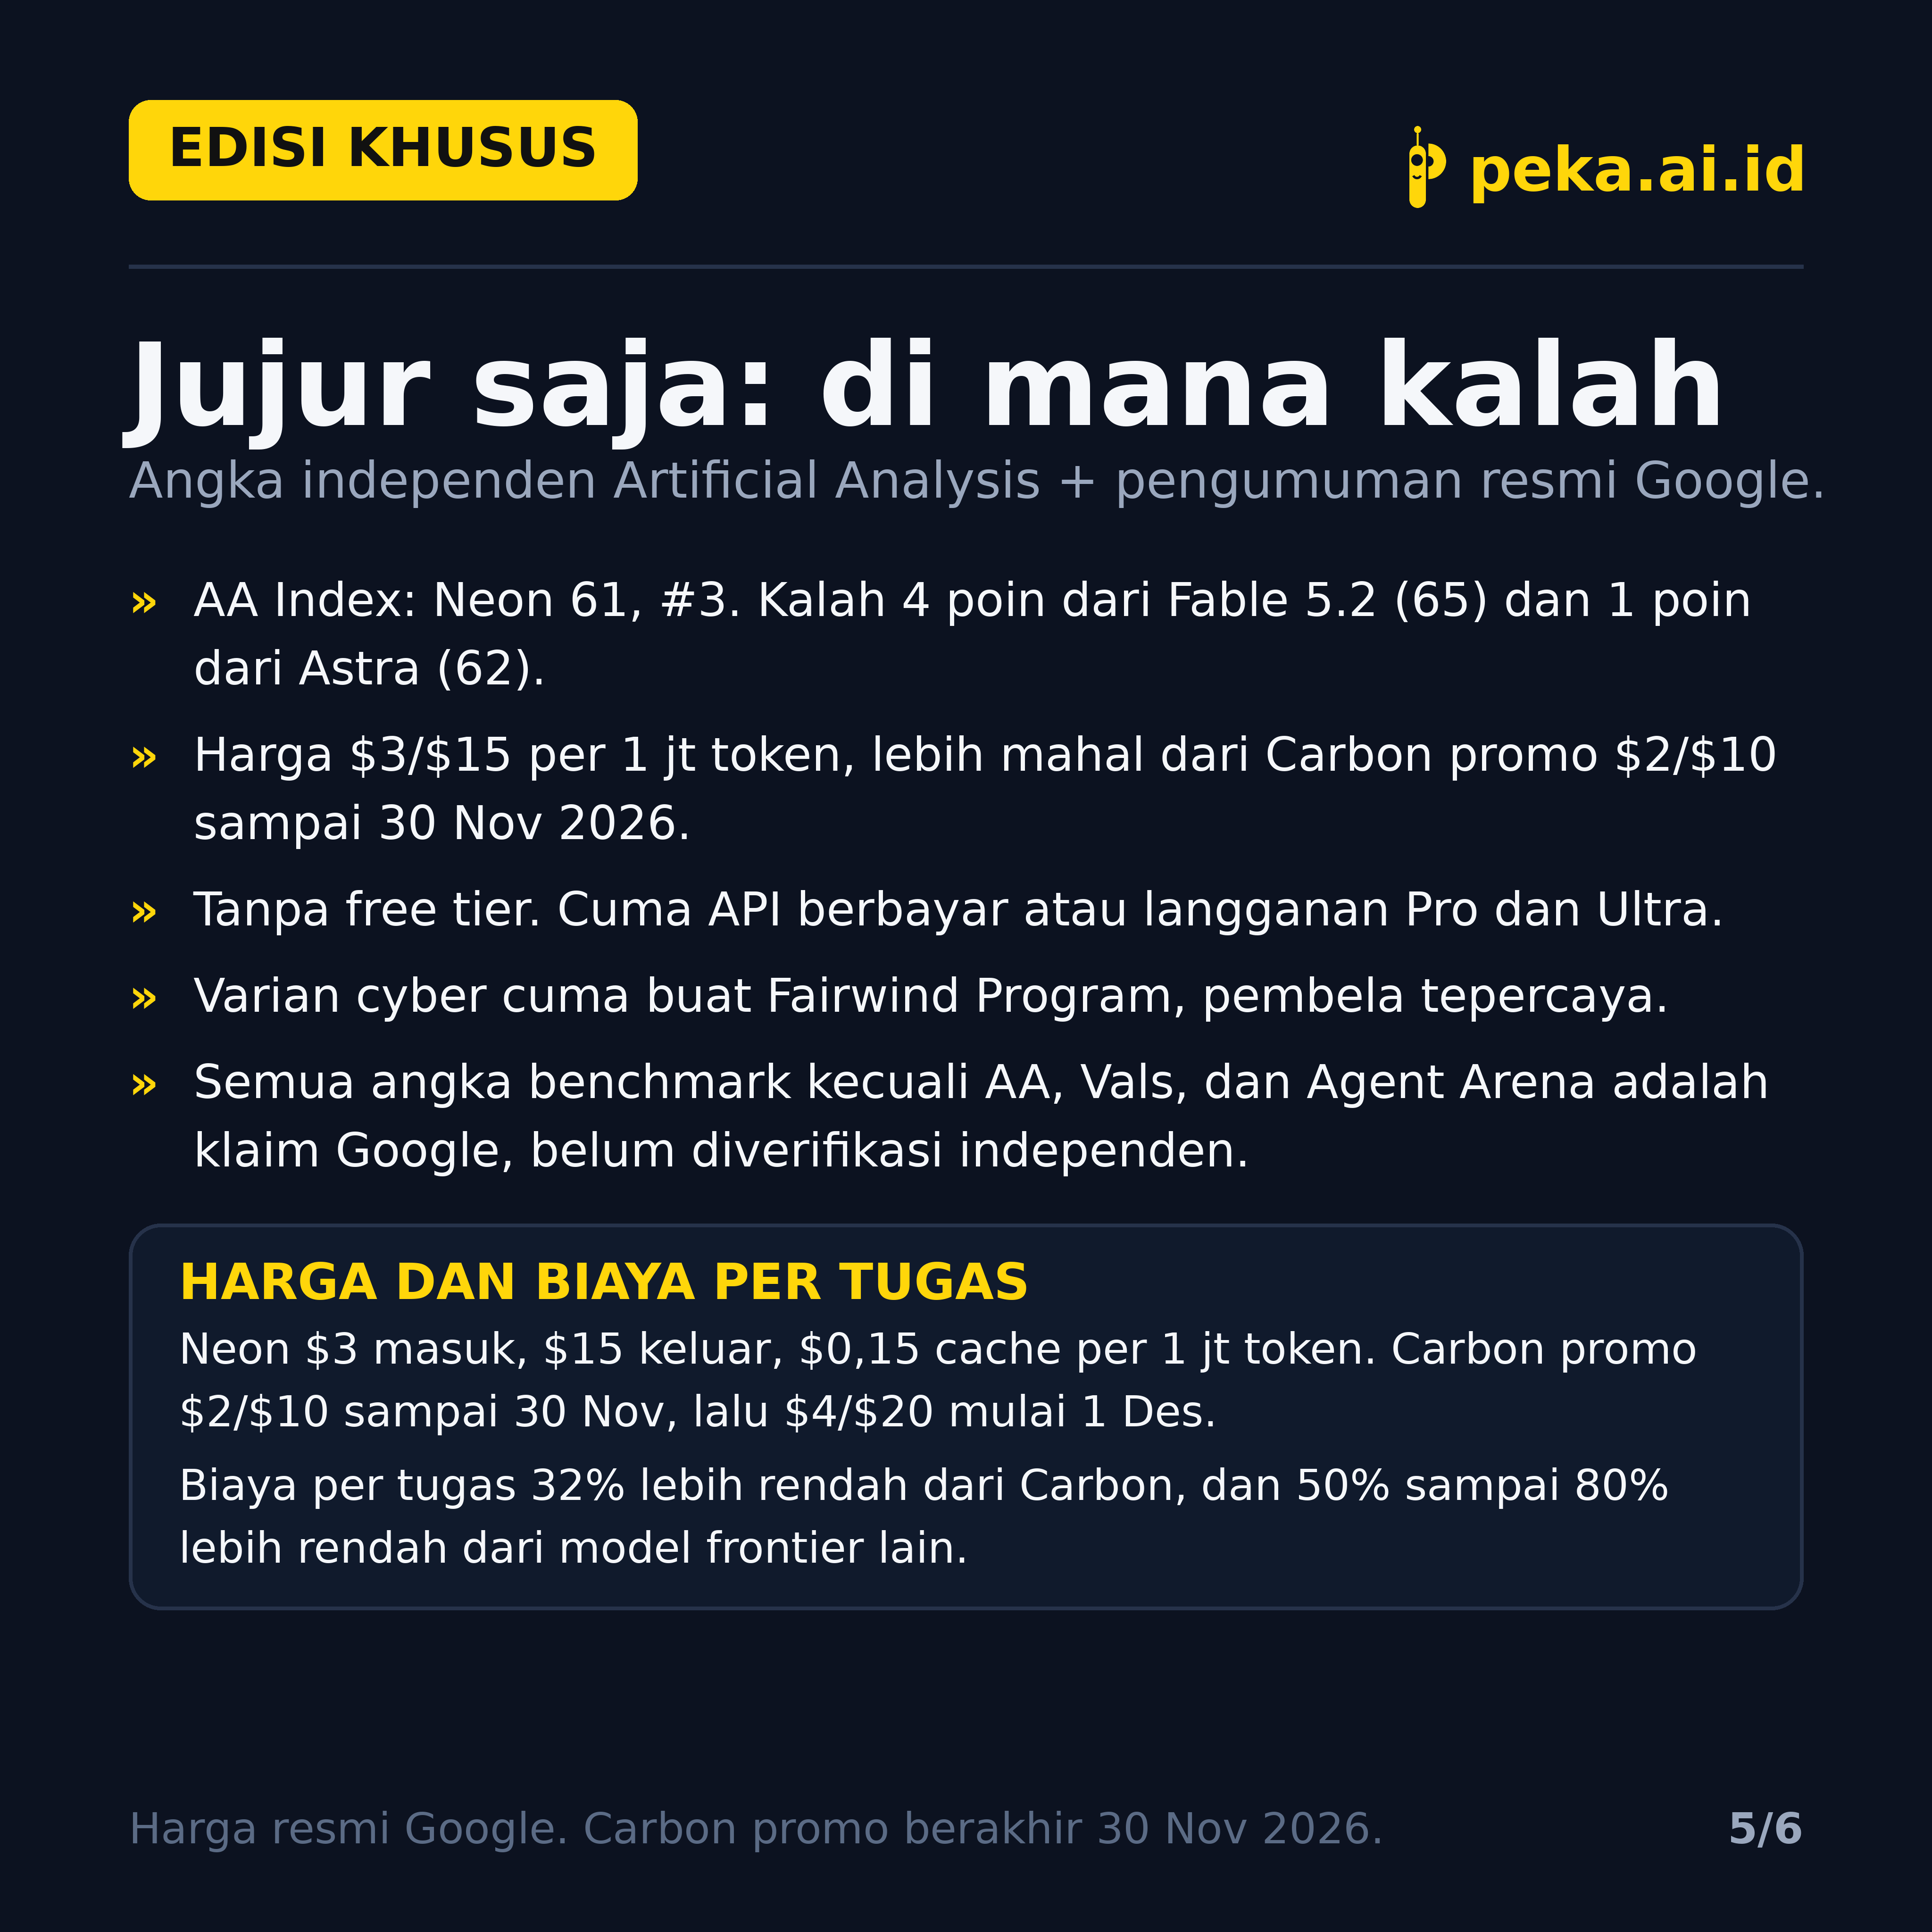 EDISI KHUSUS
peka.ai.id
Jujur saja: di mana kalah
Angka independen Artificial Analysis + pengumuman resmi Google.
» AA Index: Neon 61, #3. Kalah 4 poin dari Fable 5.2 (65) dan 1 poin
dari Astra (62).
» Harga $3/$15 per 1 jt token, lebih mahal dari Carbon promo $2/$10
sampai 30 Nov 2026.
» Tanpa free tier. Cuma API berbayar atau langganan Pro dan Ultra.
» Varian cyber cuma buat Fairwind Program, pembela tepercaya.
» Semua angka benchmark kecuali AA, Vals, dan Agent Arena adalah
klaim Google, belum diverifikasi independen.
HARGA DAN BIAYA PER TUGAS
Neon $3 masuk, $15 keluar, $0,15 cache per 1 jt token. Carbon promo
$2/$10 sampai 30 Nov, lalu $4/$20 mulai 1 Des.
Biaya per tugas 32% lebih rendah dari Carbon, dan 50% sampai 80%
lebih rendah dari model frontier lain.
Harga resmi Google. Carbon promo berakhir 30 Nov 2026.
5/6